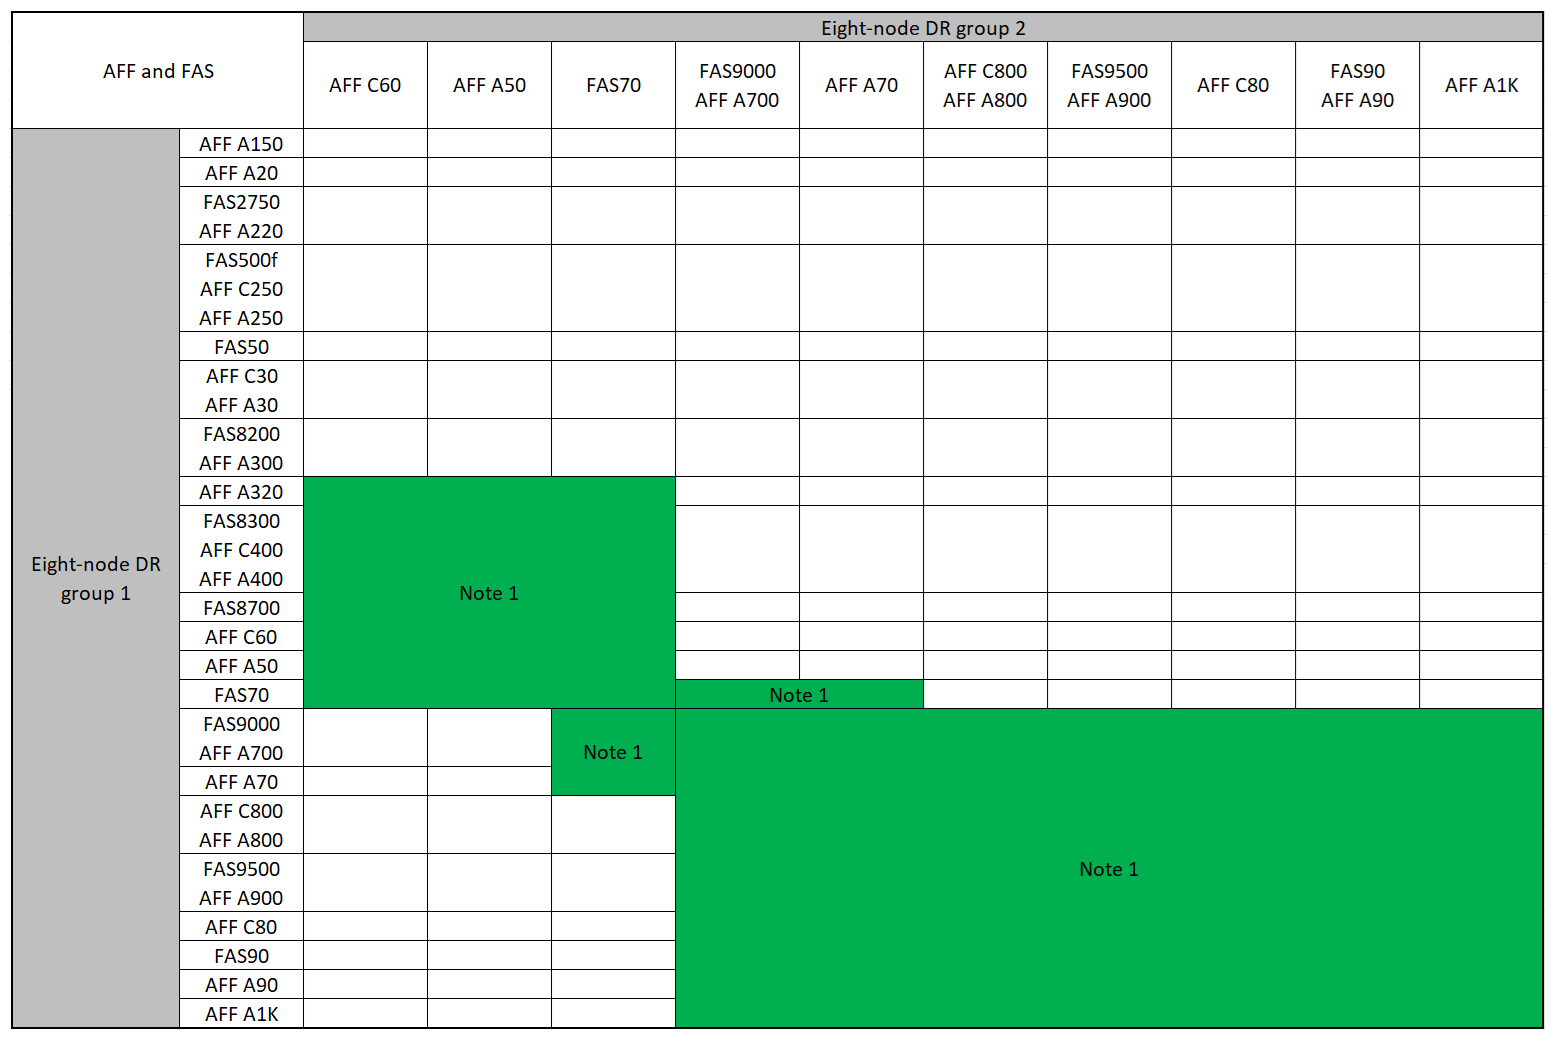 Eight-node DR group 2
AFF and FAS
AFF C60
AFF A50
FAS70
FAS9000
AFF A700
AFF A70
AFF C800
AFF A800
FAS9500
AFF A900
AFF C80
FAS90
AFF A90
AFF A1K
Eight-node DR
group 1
AFF A150
AFF A20
FAS2750
AFF A220
FAS500f
AFF C250
AFF A250
FAS50
AFF C30
AFF A30
FAS8200
AFF A300
AFF A320
FAS8300
AFF C400
AFF A400
Note 1
FAS8700
AFF C60
AFF A50
FAS70
Note 1
FAS9000
AFF A700
Note 1
AFF A70
AFF C800
AFF A800
FAS9500
Note 1
AFF A900
AFF C80
FAS90
AFF A90
AFF A1K